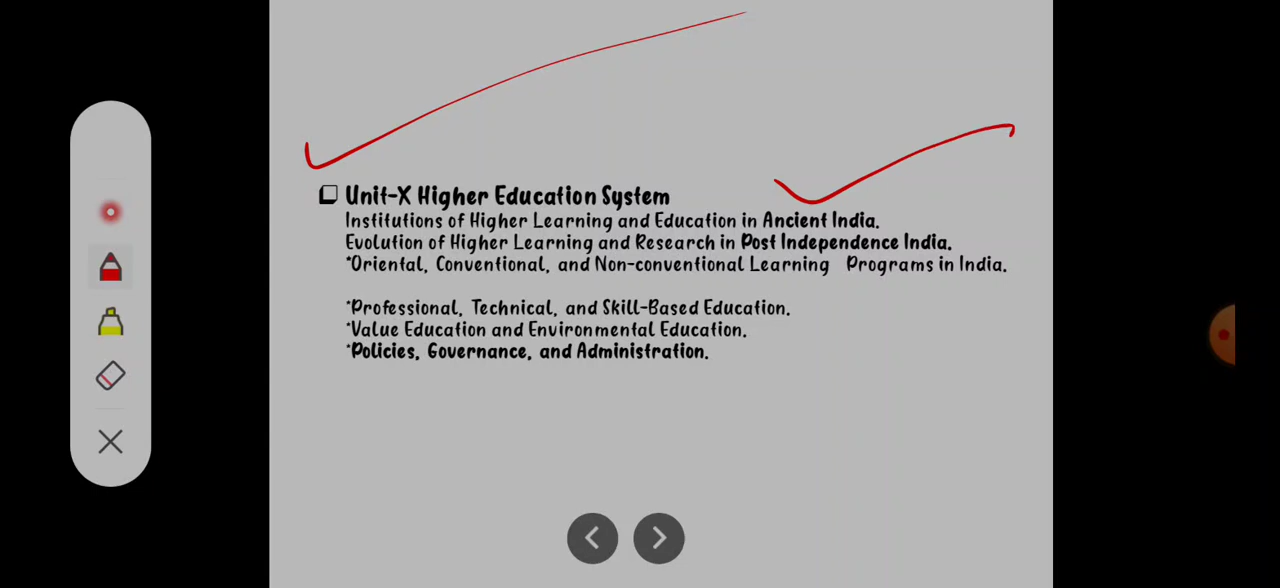 ❑ Unit-X Higher Education System
Institutions of Higher Learning and Education in Ancient India.
Evolution of Higher Learning and Research in Post Independence India.
*Oriental, Conventional, and Non-conventional Learning Programs in India.
*Professional, Technical, and Skill-Based Education.
*Value Education and Environmental Education.
*Policies, Governance, and Administration.